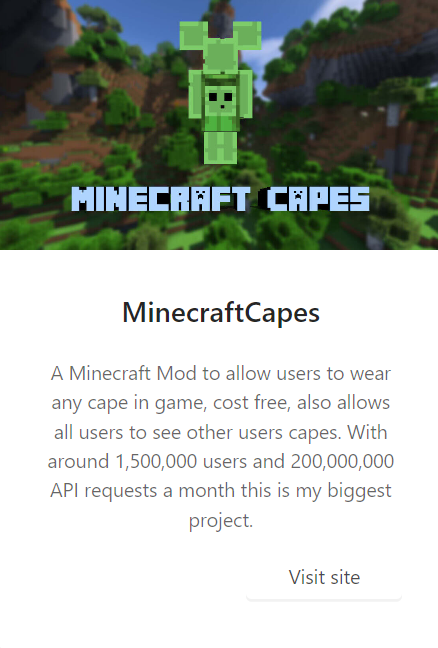 MINECRAFT CAPES
MinecraftCapes
A Minecraft Mod to allow users to wear
any cape in game, cost free, also allows
all users to see other users capes. With
around 1,500,000 users and 200,000,000
API requests a month this is my biggest
project.
Visit site